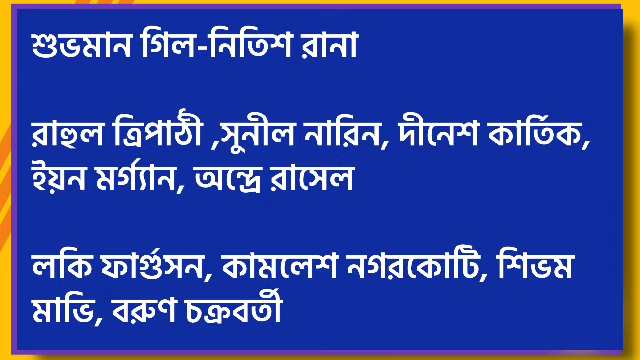 শুভমান গিল-নিতিশ রানা
রাহুল ত্রিপাঠী ,সুনীল নারিন, দীনেশ কার্তিক,
ইয়ন মর্গ্যান, অন্দ্রে রাসেল
লকি ফার্গুসন, কামলেশ নগরকোটি, শিভম
মাভি, বরুণ চক্রবর্তী